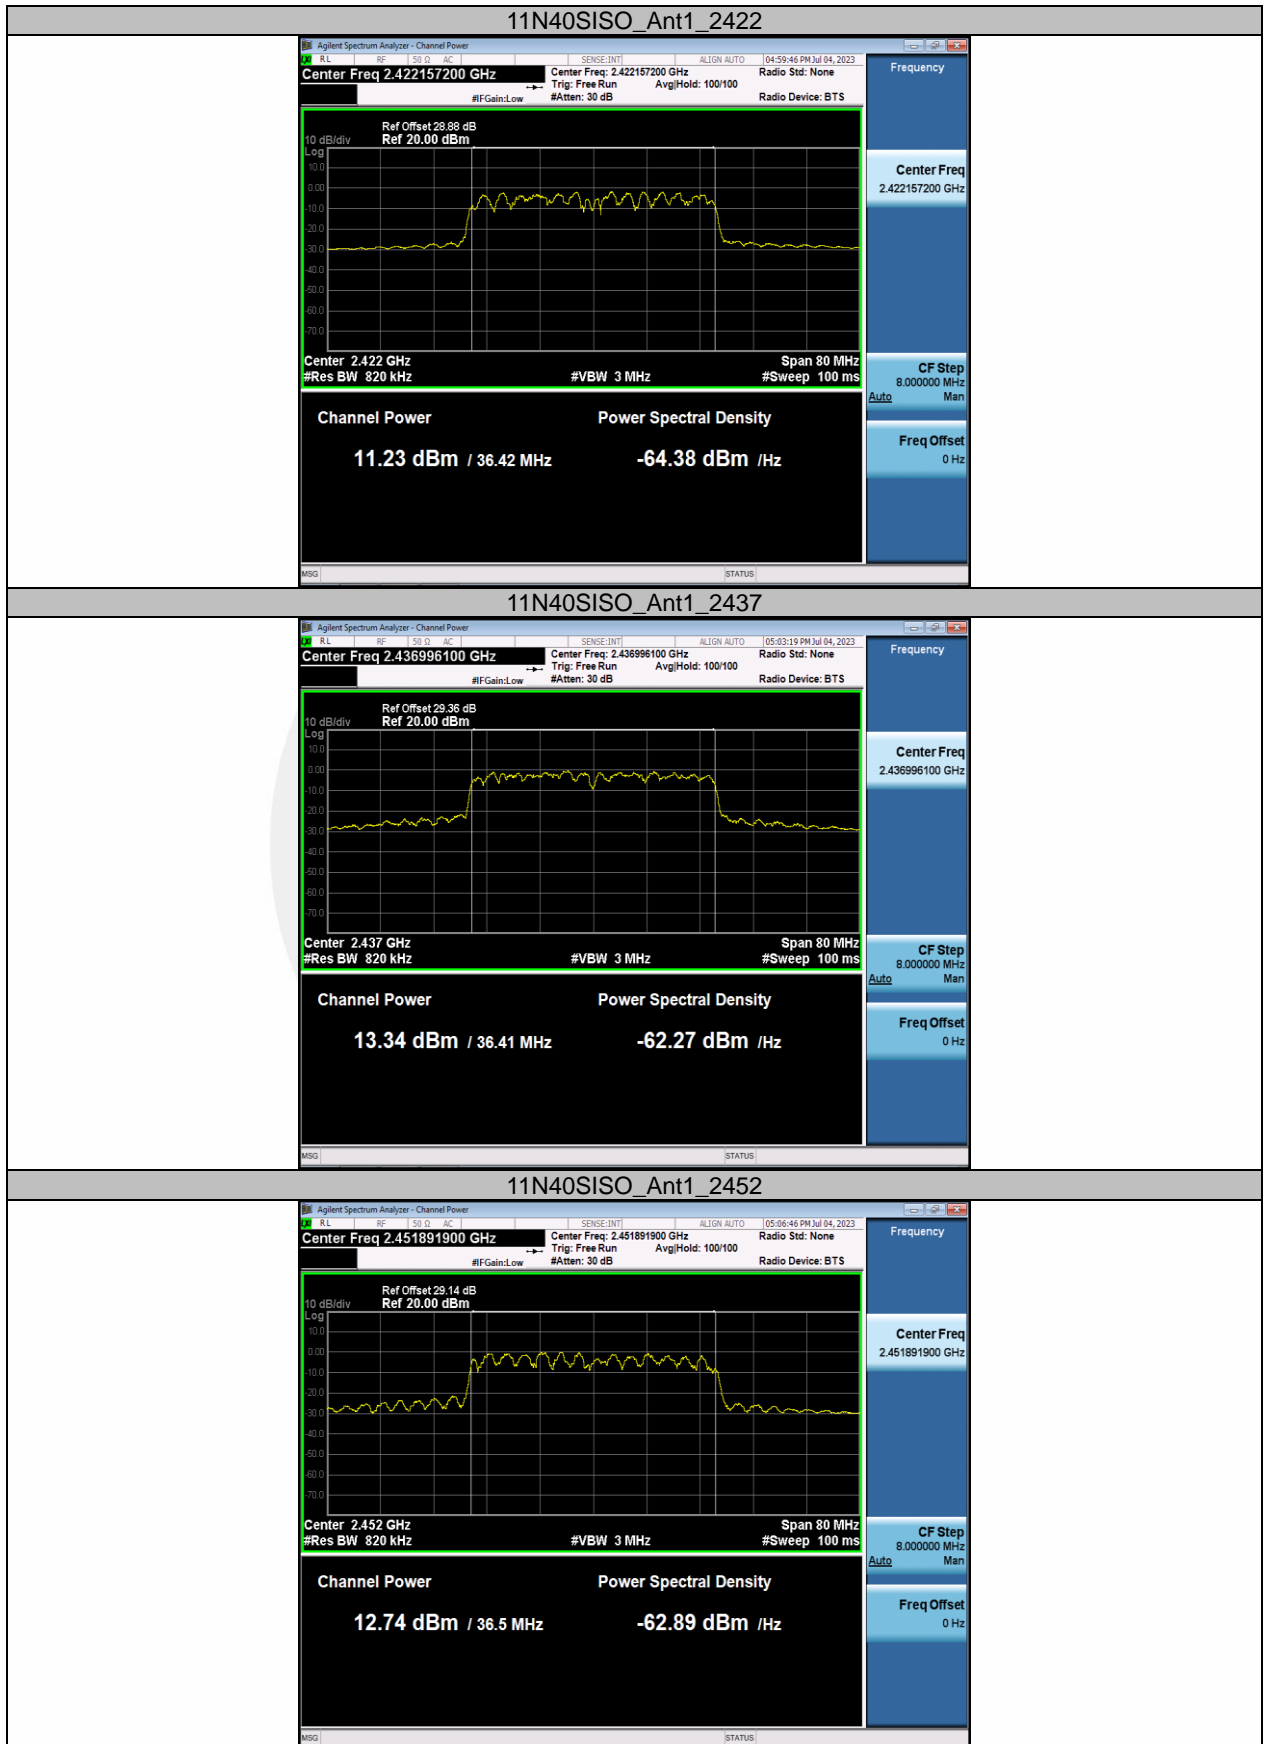 11N40SISO_Ant1_2422
Agilent Spectrum Analyzer - Channel Power
RL RF 50 Ω AC SENSE:INT ALIGN AUTO 04:59:46 PM Jul 04, 2023
Center Freq 2.422157200 GHz Center Freq: 2.422157200 GHz Radio Std: None Frequency
Trig: Free Run Avg|Hold: 100/100
#IFGain:Low #Atten: 30 dB Radio Device: BTS
Ref Offset 28.88 dB
10 dB/div Ref 20.00 dBm
Log
10.0
0.00
-10.0
-20.0
-30.0
-40.0
-50.0
-60.0
-70.0
Center Freq
2.422157200 GHz
Center 2.422 GHz Span 80 MHz
#Res BW 820 kHz #VBW 3 MHz #Sweep 100 ms
CF Step
8.000000 MHz
Auto Man
Channel Power Power Spectral Density
11.23 dBm / 36.42 MHz -64.38 dBm /Hz
Freq Offset
0 Hz
MSG STATUS
11N40SISO_Ant1_2437
Agilent Spectrum Analyzer - Channel Power
RL RF 50 Ω AC SENSE:INT ALIGN AUTO 05:03:19 PM Jul 04, 2023
Center Freq 2.436996100 GHz Center Freq: 2.436996100 GHz Radio Std: None Frequency
Trig: Free Run Avg|Hold: 100/100
#IFGain:Low #Atten: 30 dB Radio Device: BTS
Ref Offset 29.36 dB
10 dB/div Ref 20.00 dBm
Log
10.0
0.00
-10.0
-20.0
-30.0
-40.0
-50.0
-60.0
-70.0
Center Freq
2.436996100 GHz
Center 2.437 GHz Span 80 MHz
#Res BW 820 kHz #VBW 3 MHz #Sweep 100 ms
CF Step
8.000000 MHz
Auto Man
Channel Power Power Spectral Density
13.34 dBm / 36.41 MHz -62.27 dBm /Hz
Freq Offset
0 Hz
MSG STATUS
11N40SISO_Ant1_2452
Agilent Spectrum Analyzer - Channel Power
RL RF 50 Ω AC SENSE:INT ALIGN AUTO 05:06:46 PM Jul 04, 2023
Center Freq 2.451891900 GHz Center Freq: 2.451891900 GHz Radio Std: None Frequency
Trig: Free Run Avg|Hold: 100/100
#IFGain:Low #Atten: 30 dB Radio Device: BTS
Ref Offset 29.14 dB
10 dB/div Ref 20.00 dBm
Log
10.0
0.00
-10.0
-20.0
-30.0
-40.0
-50.0
-60.0
-70.0
Center Freq
2.451891900 GHz
Center 2.452 GHz Span 80 MHz
#Res BW 820 kHz #VBW 3 MHz #Sweep 100 ms
CF Step
8.000000 MHz
Auto Man
Channel Power Power Spectral Density
12.74 dBm / 36.5 MHz -62.89 dBm /Hz
Freq Offset
0 Hz
MSG STATUS